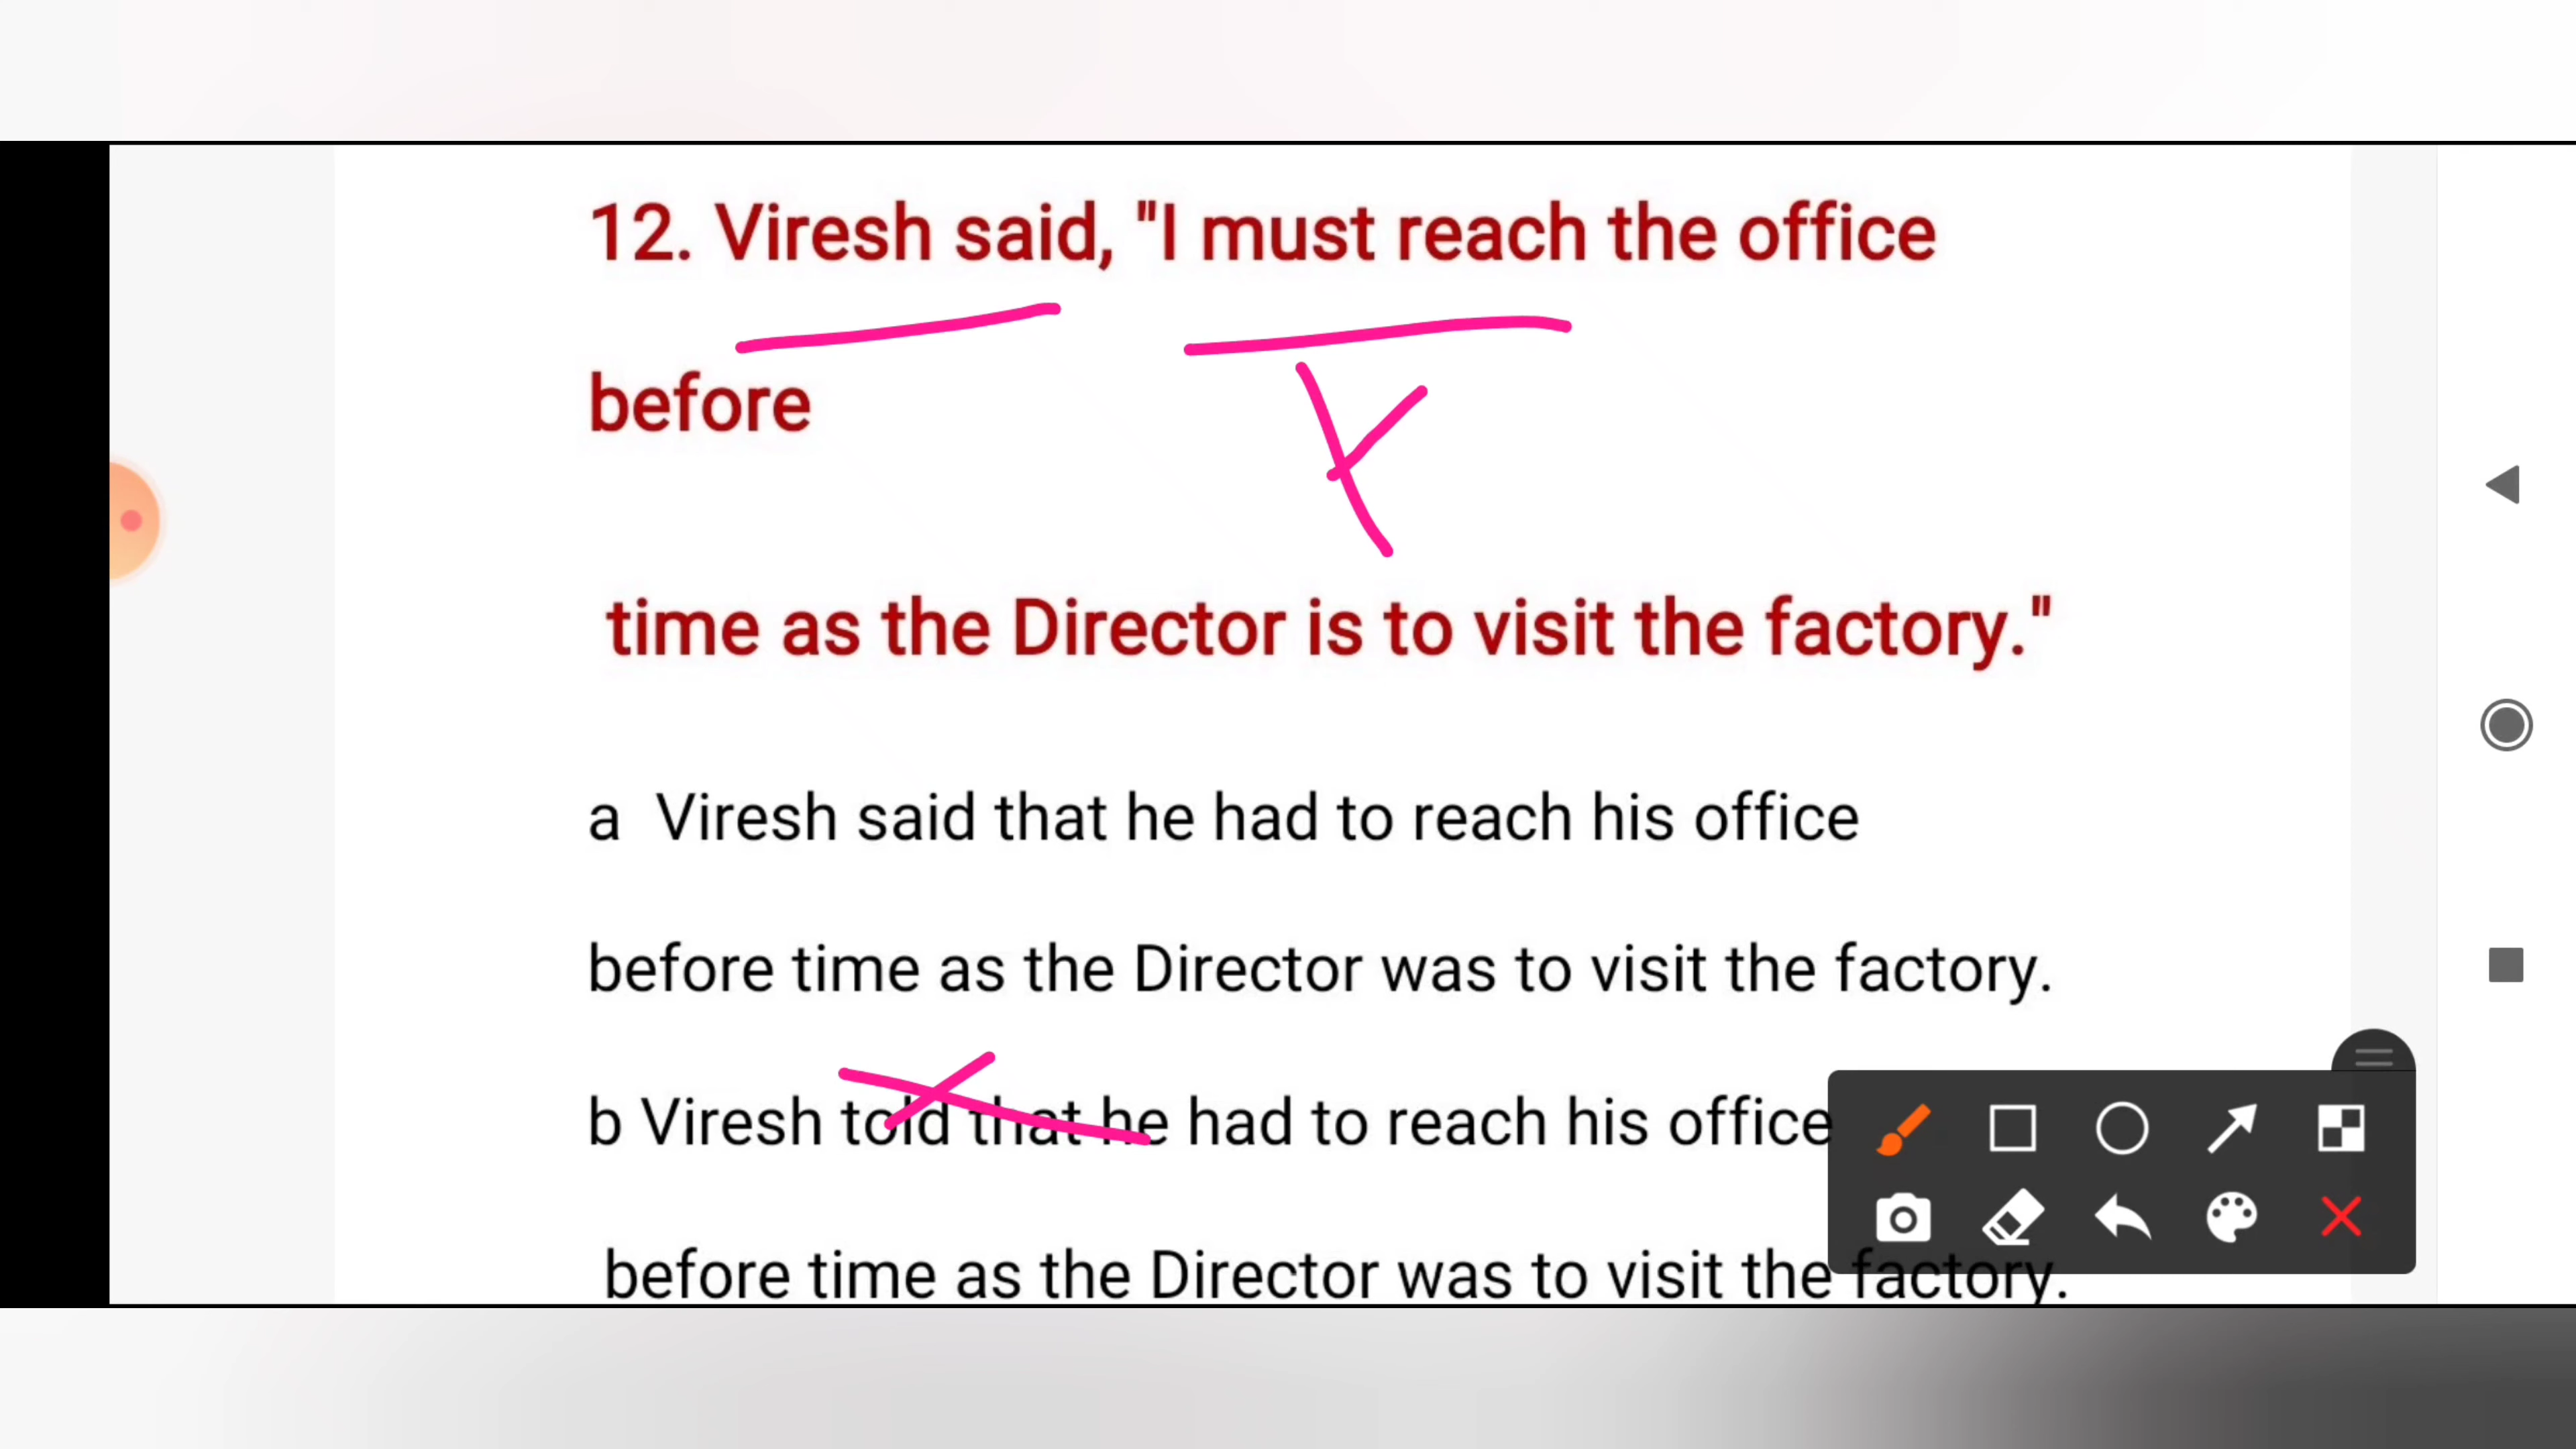 12. Viresh said, "I must reach the office
before
time as the Director is to visit the factory."
a Viresh said that he had to reach his office
before time as the Director was to visit the factory.
b Viresh told that he had to reach his office
before time as the Director was to visit the factory.